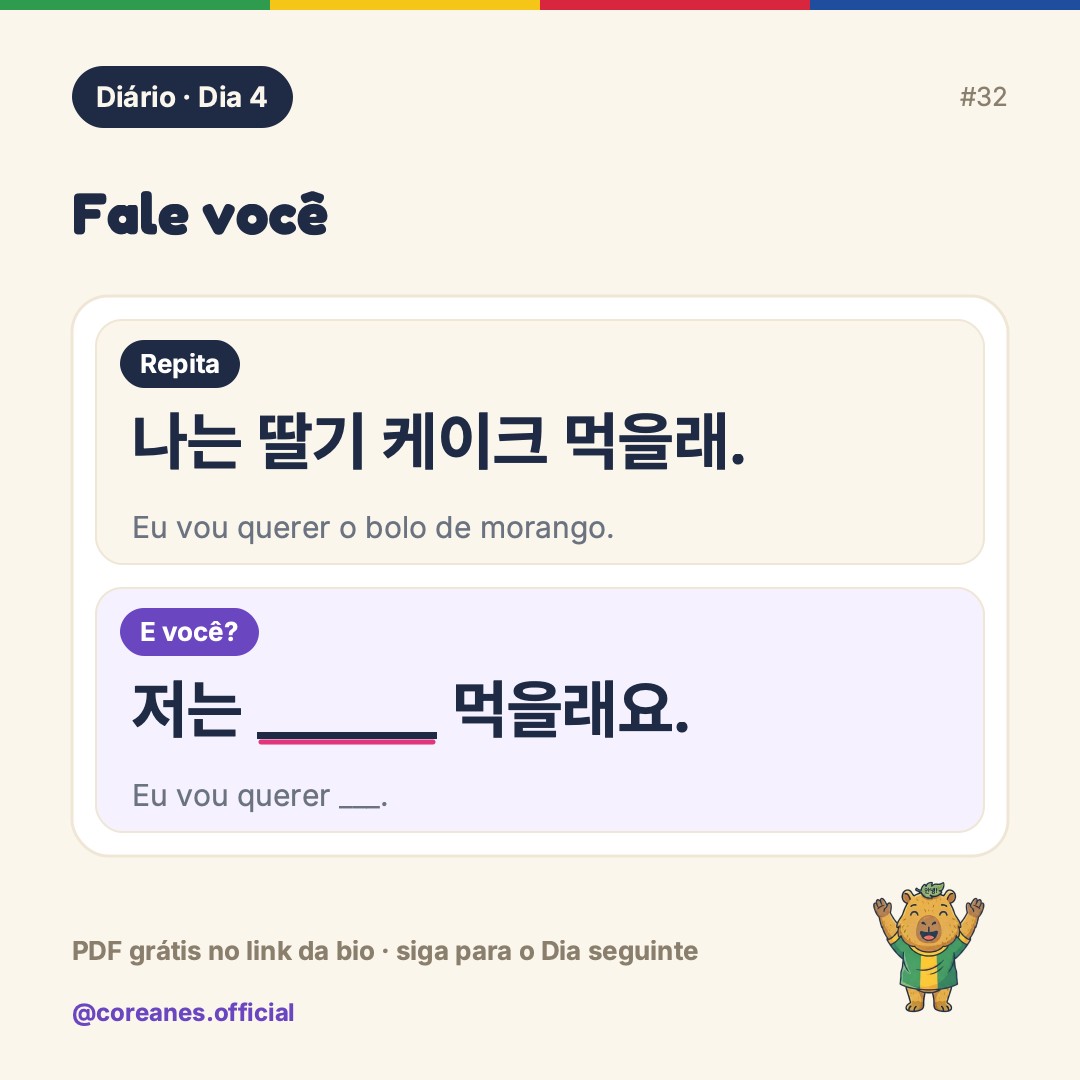 Diário · Dia 4
#32
Fale você
Repita
나는 딸기 케이크 먹을래.
Eu vou querer o bolo de morango.
E você?
저는 ______ 먹을래요.
Eu vou querer ___.
PDF grátis no link da bio · siga para o Dia seguinte
@coreanes.official